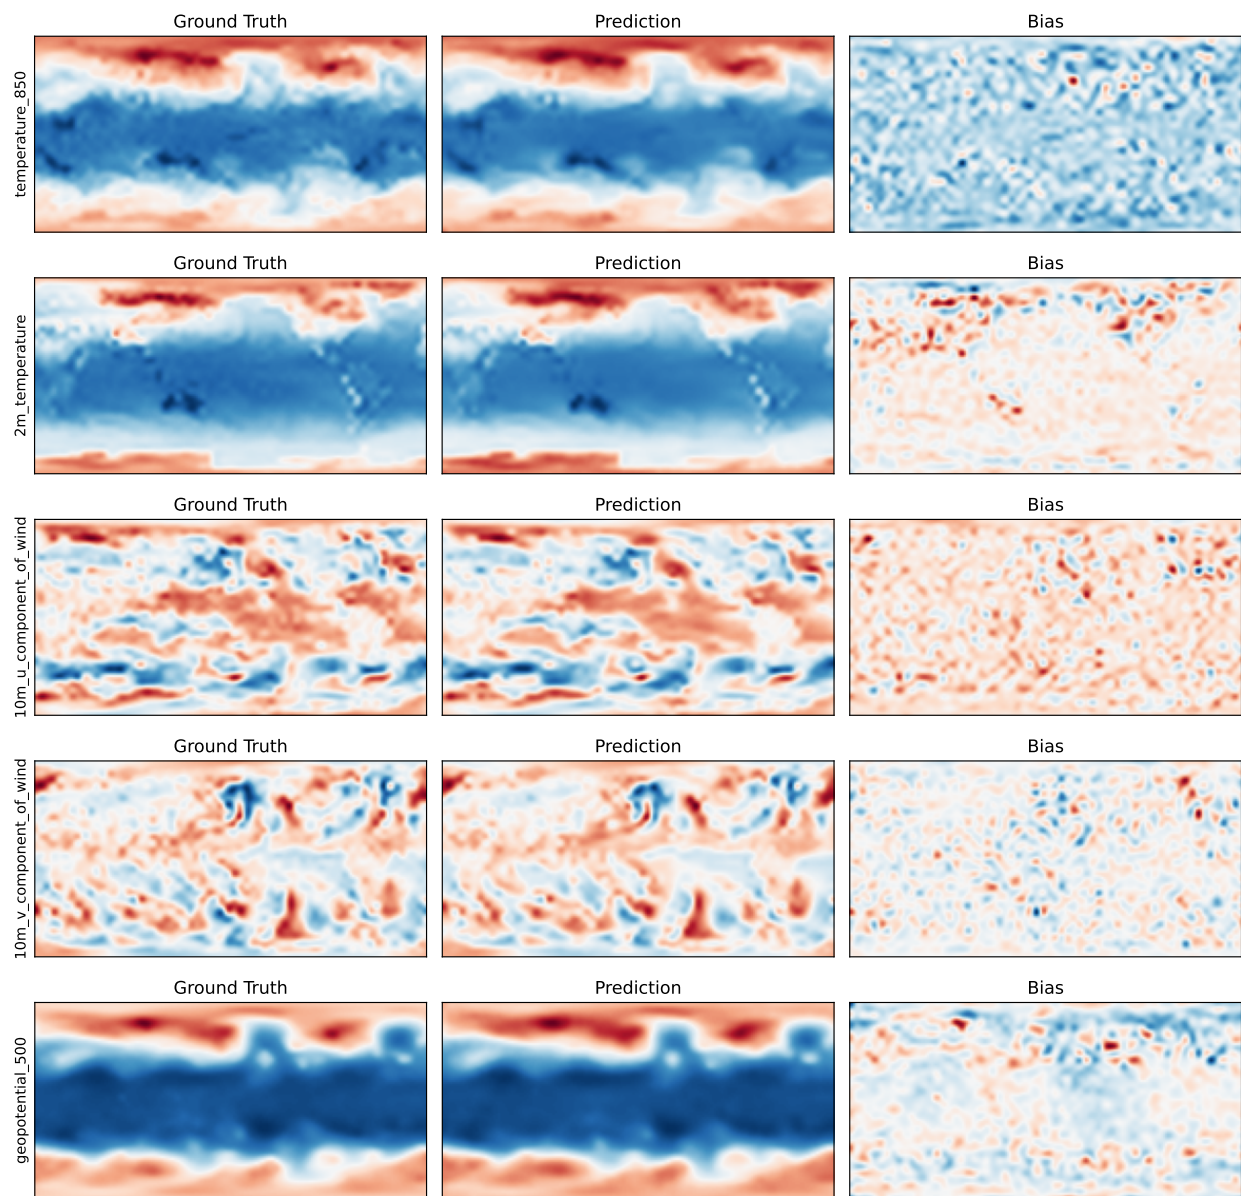 Ground Truth Prediction Bias
temperature_850
Ground Truth Prediction Bias
2m_temperature
Ground Truth Prediction Bias
10m_u_component_of_wind
Ground Truth Prediction Bias
10m_v_component_of_wind
Ground Truth Prediction Bias
geopotential_500